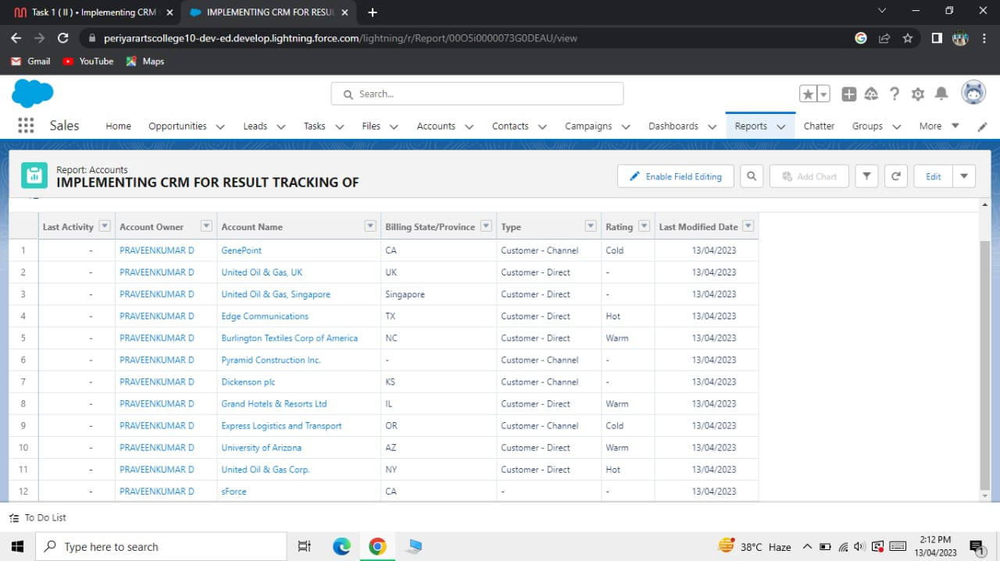 Task 1 ( II ) • Implementing CRM
IMPLEMENTING CRM FOR RESUL
periyarartscollege10-dev-ed.develop.lightning.force.com/lightning/r/Report/00O5i0000073G0DEAU/view
Gmail YouTube Maps
Search...
Sales Home Opportunities Leads Tasks Files Accounts Contacts Campaigns Dashboards Reports Chatter Groups More
Report: Accounts
IMPLEMENTING CRM FOR RESULT TRACKING OF
Enable Field Editing Add Chart Edit
Last Activity Account Owner Account Name Billing State/Province Type Rating Last Modified Date
1 - PRAVEENKUMAR D GenePoint CA Customer - Channel Cold 13/04/2023
2 - PRAVEENKUMAR D United Oil & Gas, UK UK Customer - Direct - 13/04/2023
3 - PRAVEENKUMAR D United Oil & Gas, Singapore Singapore Customer - Direct - 13/04/2023
4 - PRAVEENKUMAR D Edge Communications TX Customer - Direct Hot 13/04/2023
5 - PRAVEENKUMAR D Burlington Textiles Corp of America NC Customer - Direct Warm 13/04/2023
6 - PRAVEENKUMAR D Pyramid Construction Inc. - Customer - Channel - 13/04/2023
7 - PRAVEENKUMAR D Dickenson plc KS Customer - Channel - 13/04/2023
8 - PRAVEENKUMAR D Grand Hotels & Resorts Ltd IL Customer - Direct Warm 13/04/2023
9 - PRAVEENKUMAR D Express Logistics and Transport OR Customer - Channel Cold 13/04/2023
10 - PRAVEENKUMAR D University of Arizona AZ Customer - Direct Warm 13/04/2023
11 - PRAVEENKUMAR D United Oil & Gas Corp. NY Customer - Direct Hot 13/04/2023
12 - PRAVEENKUMAR D sForce CA - - 13/04/2023
To Do List
Type here to search
38°C Haze
2:12 PM
13/04/2023
1